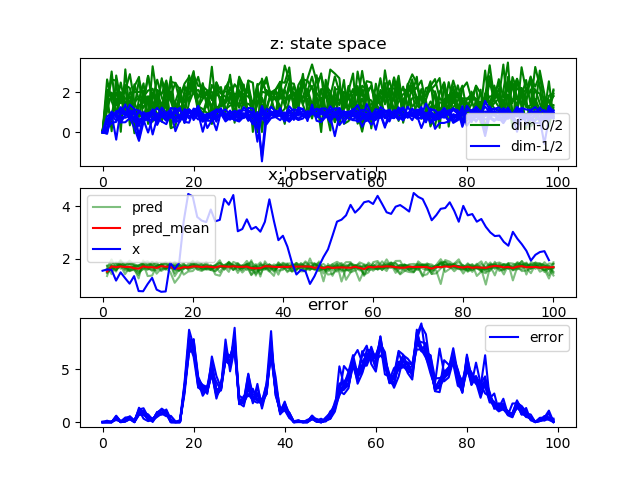 z: state space
2
0
dim-0/2
dim-1/2
0 20 40 60 80 100
x: observation
4
2
pred
pred_mean
x
0 20 40 60 80 100
error
5
0
error
0 20 40 60 80 100